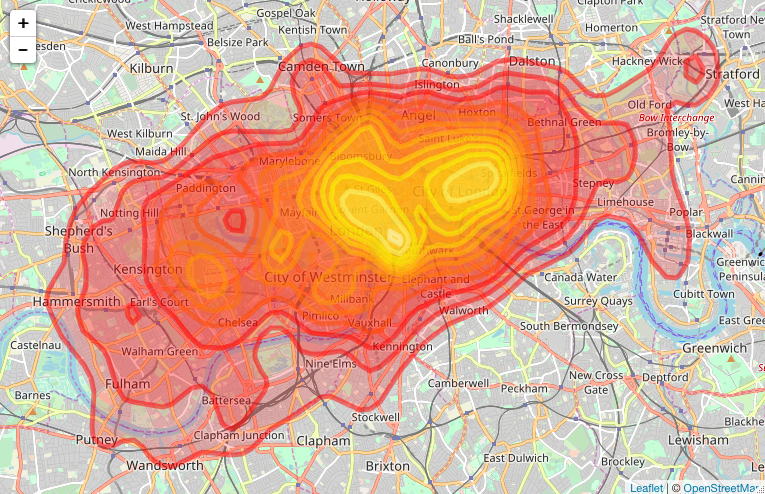 Cricklewood
Gospel Oak
Clapton Park
+
West Hampstead
Kentish Town
Shacklewell
Stratford New
Town
Belsize Park
Ball's Pond
Homerton
−
Kilburn
Camden Town
Canonbury
Dalston
Hackney Wick
Stratford
Islington
St. John's Wood
Somers Town
Angel
Hoxton
Old Ford
West Kilburn
Bethnal Green
Bow Interchange
Bromley-by-
Bow
Maida Hill
Marylebone
Bloomsbury
North Kensington
Paddington
Stepney
Notting Hill
Limehouse
St.George in
the East
Poplar
Shepherd's
Bush
Blackwall
Kensington
City of Westminster
Elephant and
Castle
Canada Water
Greenwich
Peninsula
Hammersmith
Earl's Court
Millbank
Surrey Quays
Cubitt Town
Chelsea
Pimlico
Vauxhall
Walworth
South Bermondsey
Castelnau
Walham Green
Kennington
Greenwich
Nine Elms
Fulham
Camberwell
Peckham
New Cross
Gate
Deptford
Barnes
Battersea
Stockwell
Putney
Clapham Junction
Clapham
Lewisham
Wandsworth
Brixton
East Dulwich
Brockley
Leaflet | © OpenStreetMap